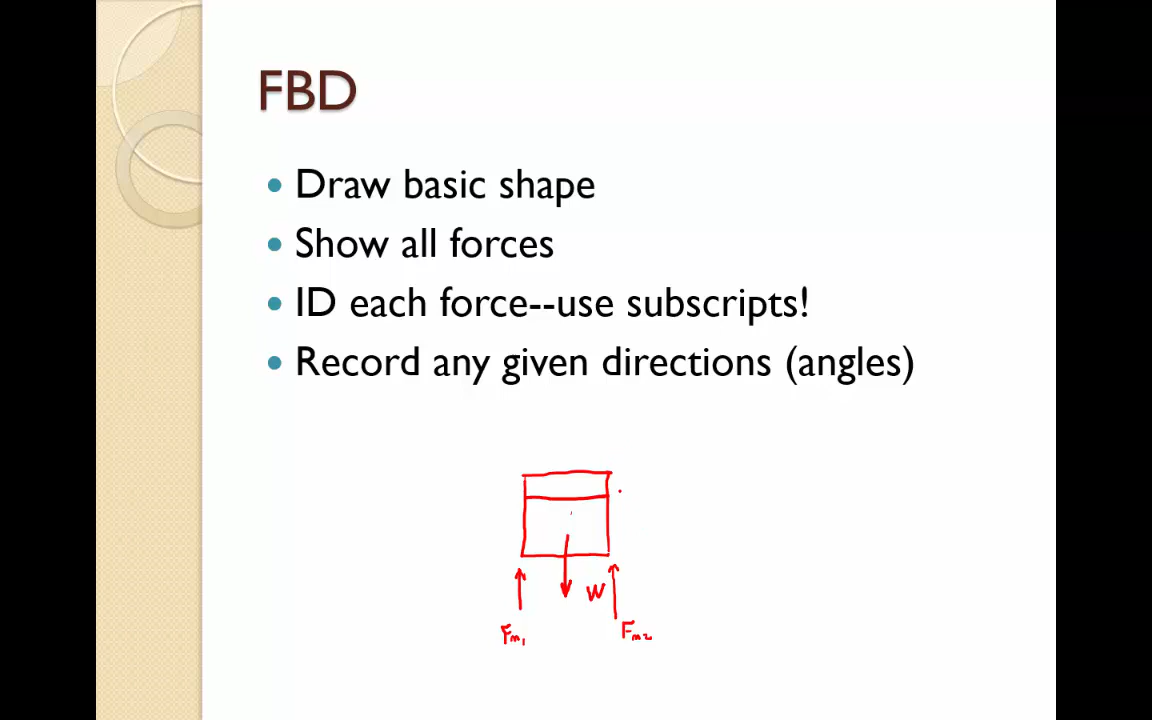 FBD
Draw basic shape
Show all forces
ID each force--use subscripts!
Record any given directions (angles)
W
Fm1
Fm2